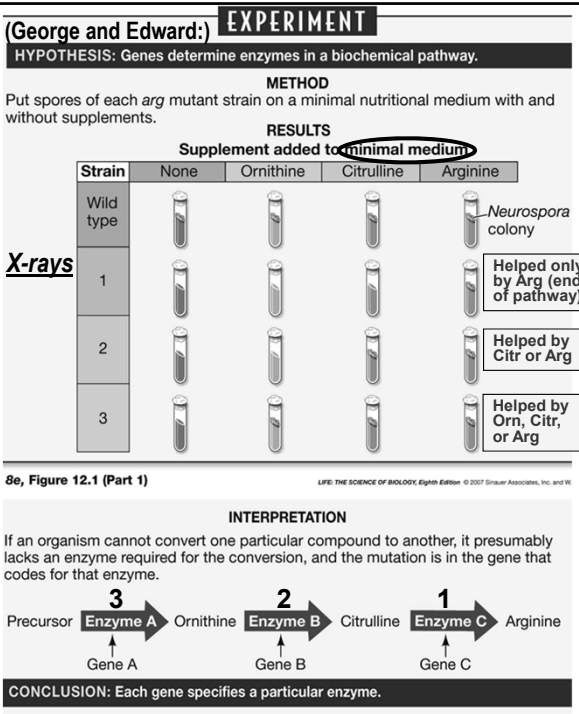 (George and Edward:) EXPERIMENT
HYPOTHESIS: Genes determine enzymes in a biochemical pathway.
METHOD
Put spores of each arg mutant strain on a minimal nutritional medium with and
without supplements.
RESULTS
Supplement added to minimal medium
Strain None Ornithine Citrulline Arginine
Wild
type
Neurospora
colony
X-rays
1
Helped only
by Arg (end
of pathway)
2
Helped by
Citr or Arg
3
Helped by
Orn, Citr,
or Arg
8e, Figure 12.1 (Part 1)
LIFE: THE SCIENCE OF BIOLOGY, Eighth Edition © 2007 Sinauer Associates, Inc. and W.
INTERPRETATION
If an organism cannot convert one particular compound to another, it presumably
lacks an enzyme required for the conversion, and the mutation is in the gene that
codes for that enzyme.
3 2 1
Precursor Enzyme A Ornithine Enzyme B Citrulline Enzyme C Arginine
Gene A Gene B Gene C
CONCLUSION: Each gene specifies a particular enzyme.